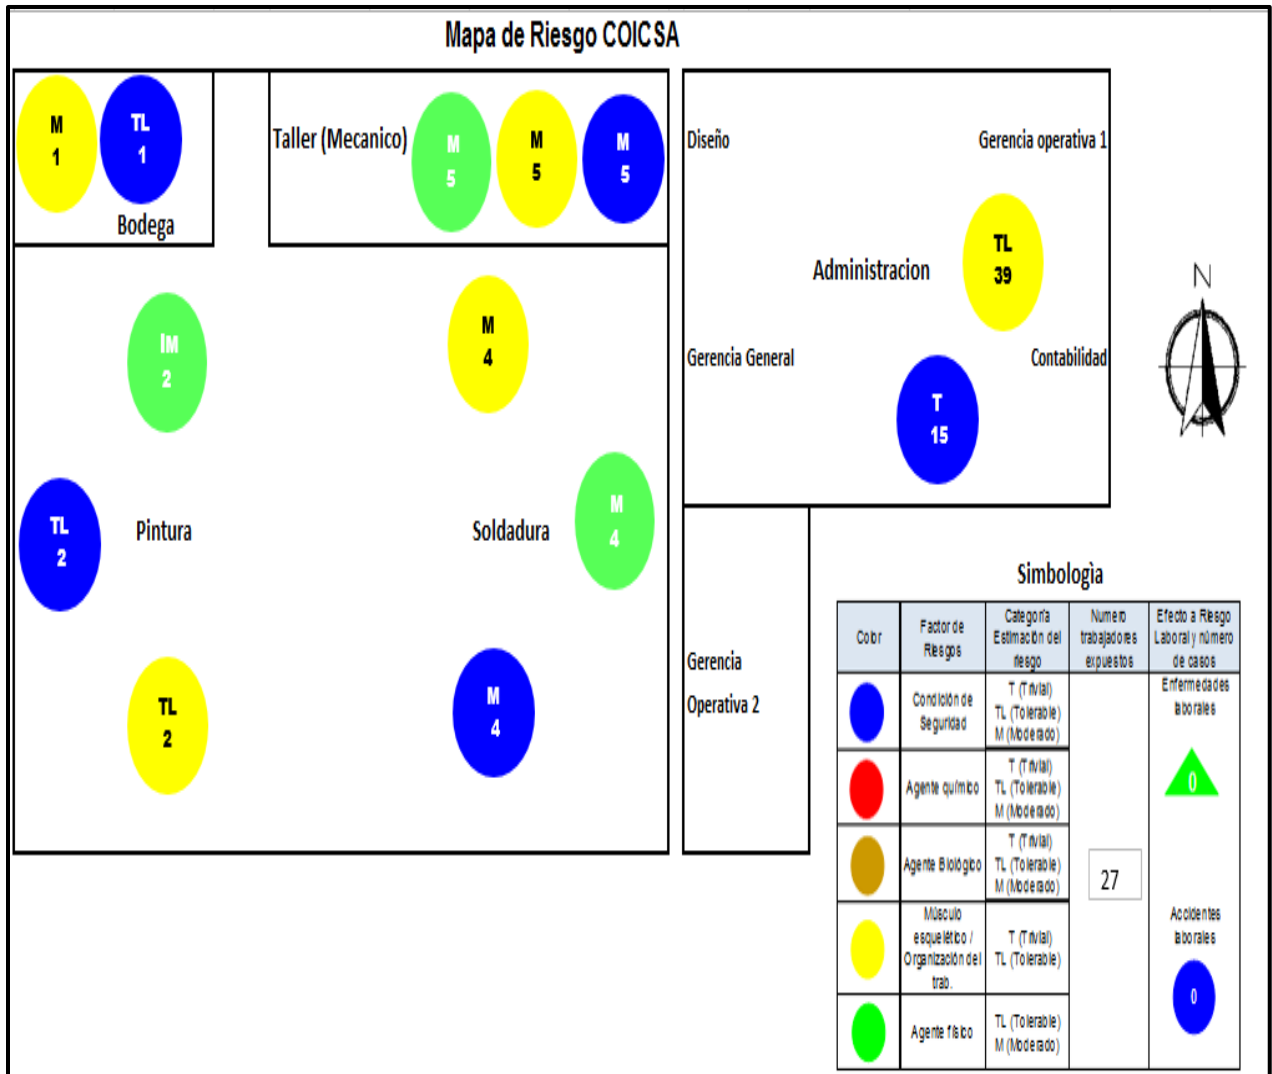 Mapa de Riesgo COICSA
M
1
TL
1
Bodega
Taller (Mecanico)
M
5
M
5
M
5
Diseño
Gerencia operativa 1
TL
39
Administracion
Gerencia General
Contabilidad
T
15
N
IM
2
M
4
TL
2
Pintura
Soldadura
M
4
TL
2
M
4
Gerencia
Operativa 2
Simbologìa
Color
Factor de
Riesgos
Categoría
Estimación del
riesgo
Numero
trabajadores
expuestos
Efecto a Riesgo
Laboral y número
de casos
Condición de
Seguridad
T (Trivial)
TL (Tolerable)
M (Moderado)
Agente químico
T (Trivial)
TL (Tolerable)
M (Moderado)
Agente Biológico
T (Trivial)
TL (Tolerable)
M (Moderado)
Músculo
esquelético /
Organización del
trab.
T (Trivial)
TL (Tolerable)
Agente físico
TL (Tolerable)
M (Moderado)
27
Enfermedades
laborales
0
Accidentes
laborales
0